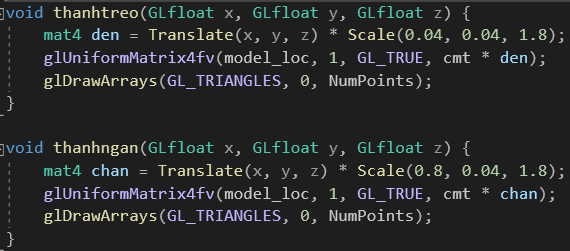 void thanhtreo(GLfloat x, GLfloat y, GLfloat z) {
mat4 den = Translate(x, y, z) * Scale(0.04, 0.04, 1.8);
glUniformMatrix4fv(model_loc, 1, GL_TRUE, cmt * den);
glDrawArrays(GL_TRIANGLES, 0, NumPoints);
}
void thanhngan(GLfloat x, GLfloat y, GLfloat z) {
mat4 chan = Translate(x, y, z) * Scale(0.8, 0.04, 1.8);
glUniformMatrix4fv(model_loc, 1, GL_TRUE, cmt * chan);
glDrawArrays(GL_TRIANGLES, 0, NumPoints);
}